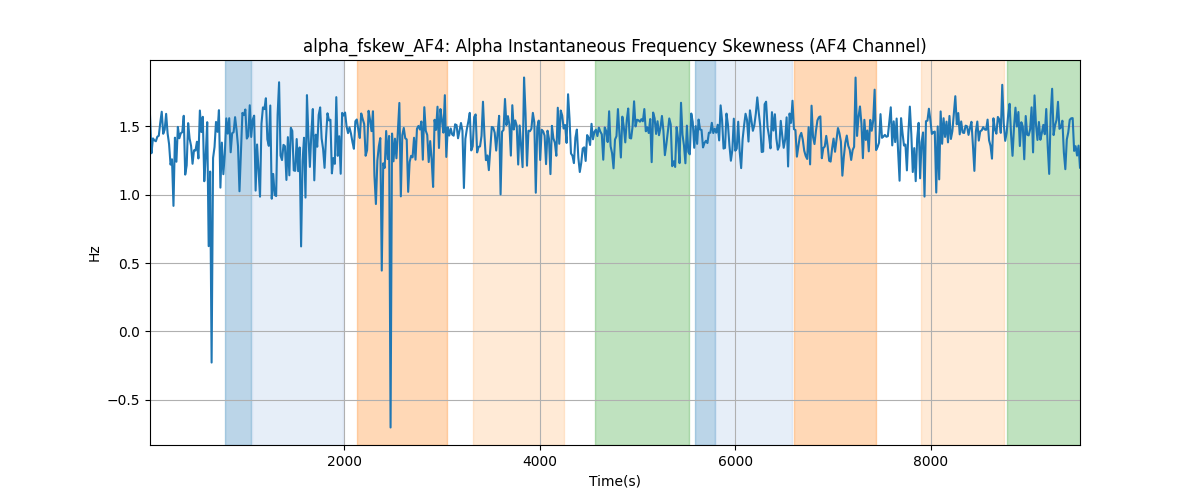 alpha_fskew_AF4: Alpha Instantaneous Frequency Skewness (AF4 Channel)
1.5
1.0
0.5
0.0
−0.5
Hz
2000 4000 6000 8000
Time(s)